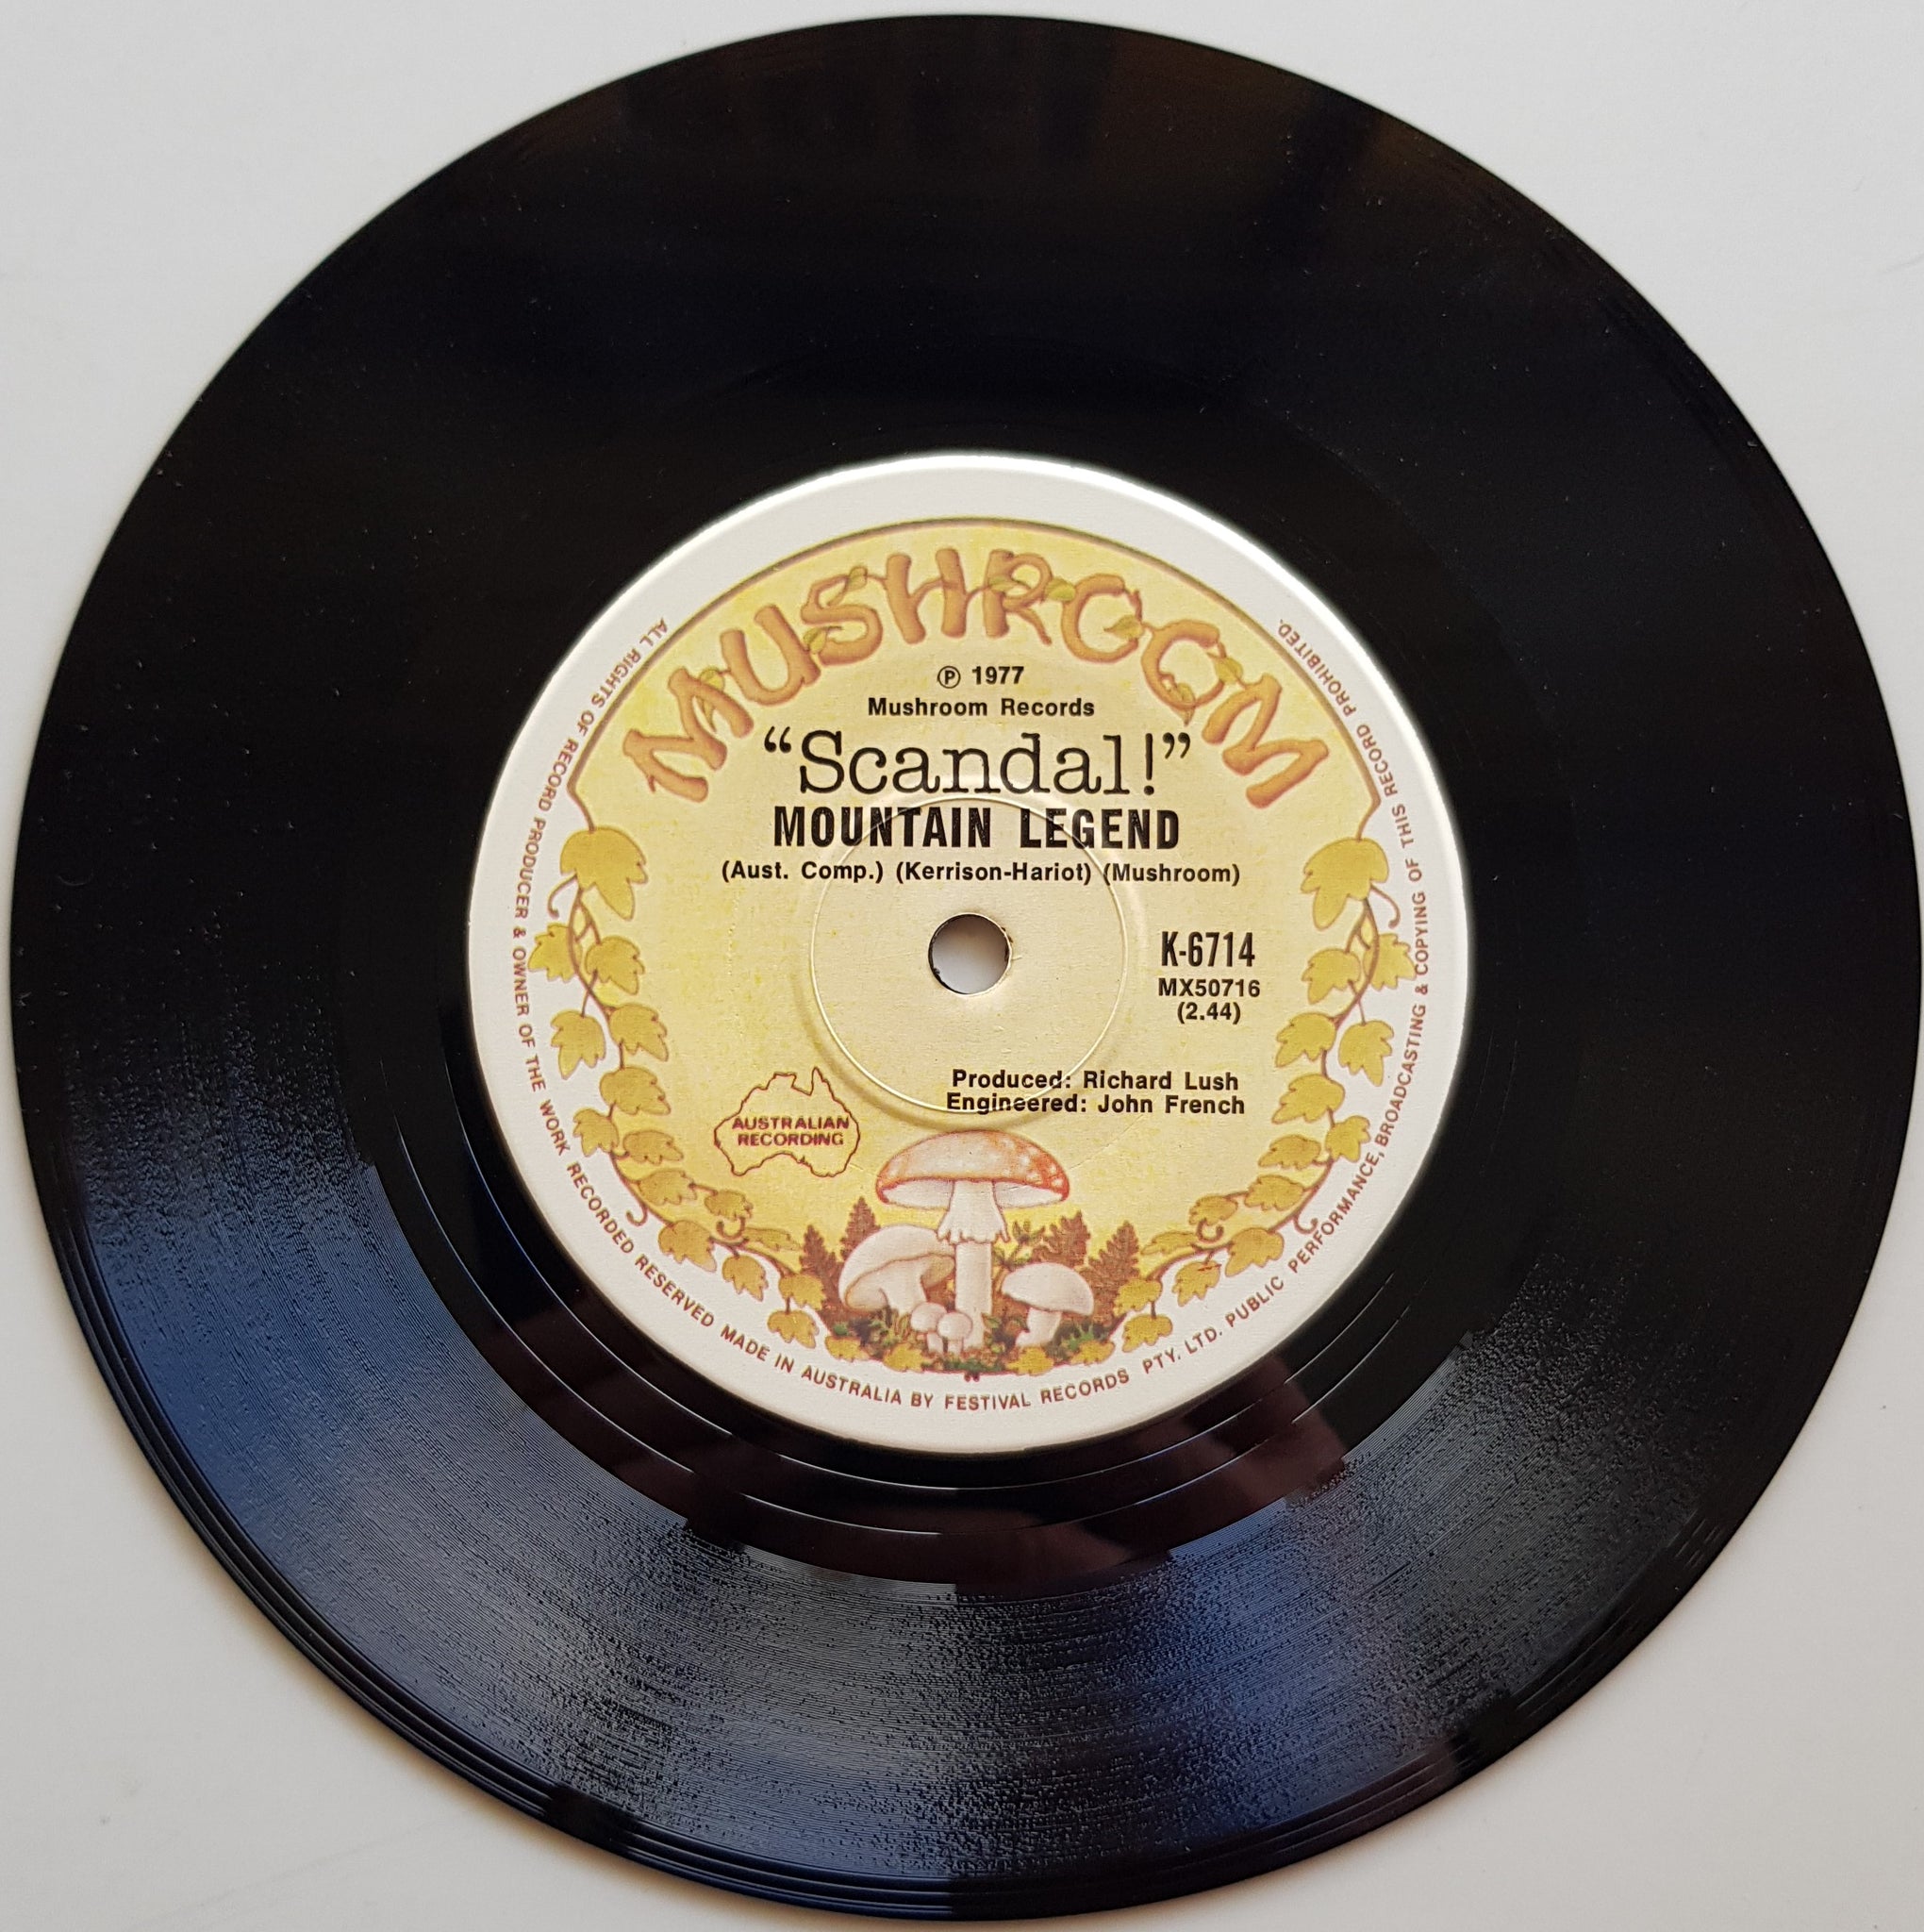 MUSHROOM
Ⓟ 1977
Mushroom Records
“Scandal!”
MOUNTAIN LEGEND
(Aust. Comp.) (Kerrison-Hariot) (Mushroom)
K-6714
MX50716
(2.44)
Produced: Richard Lush
Engineered: John French
AUSTRALIAN
RECORDING
ALL RIGHTS OF RECORD PRODUCER & OWNER OF THE WORK RECORDED RESERVED MADE IN AUSTRALIA BY FESTIVAL RECORDS PTY. LTD. PUBLIC PERFORMANCE, BROADCASTING & COPYING OF THIS RECORD PROHIBITED.